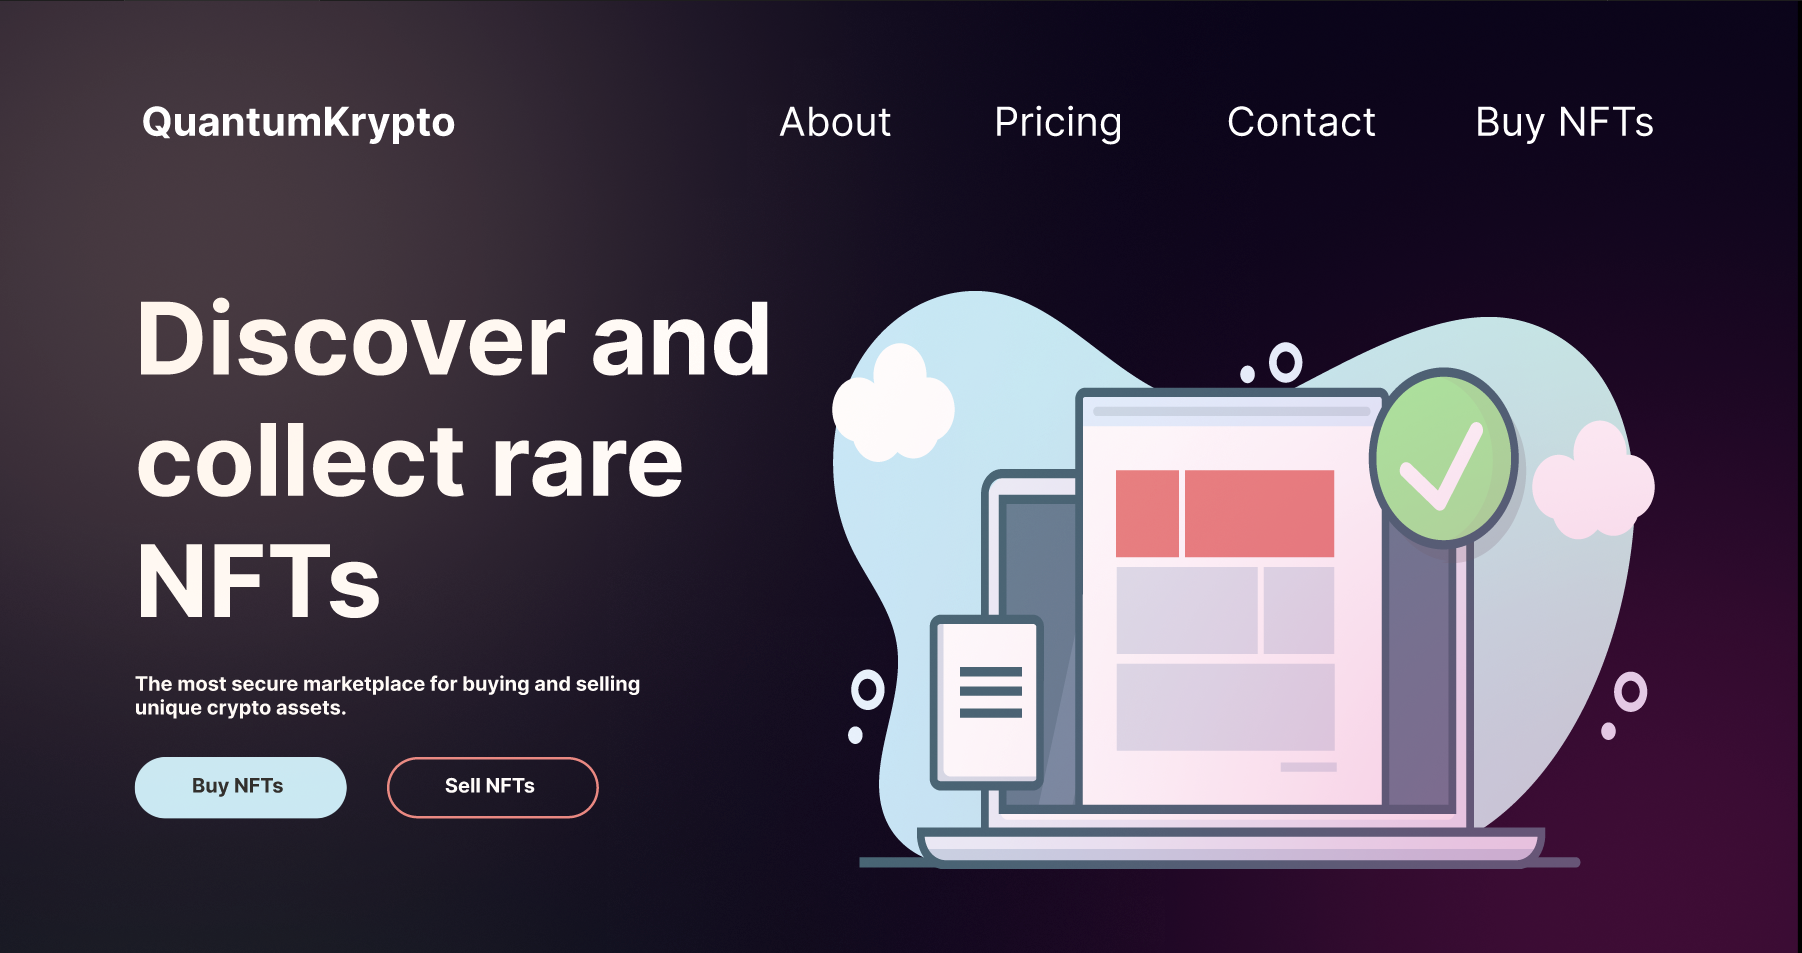 QuantumKrypto
About
Pricing
Contact
Buy NFTs
Discover and
collect rare
NFTs
The most secure marketplace for buying and selling
unique crypto assets.
Buy NFTs
Sell NFTs